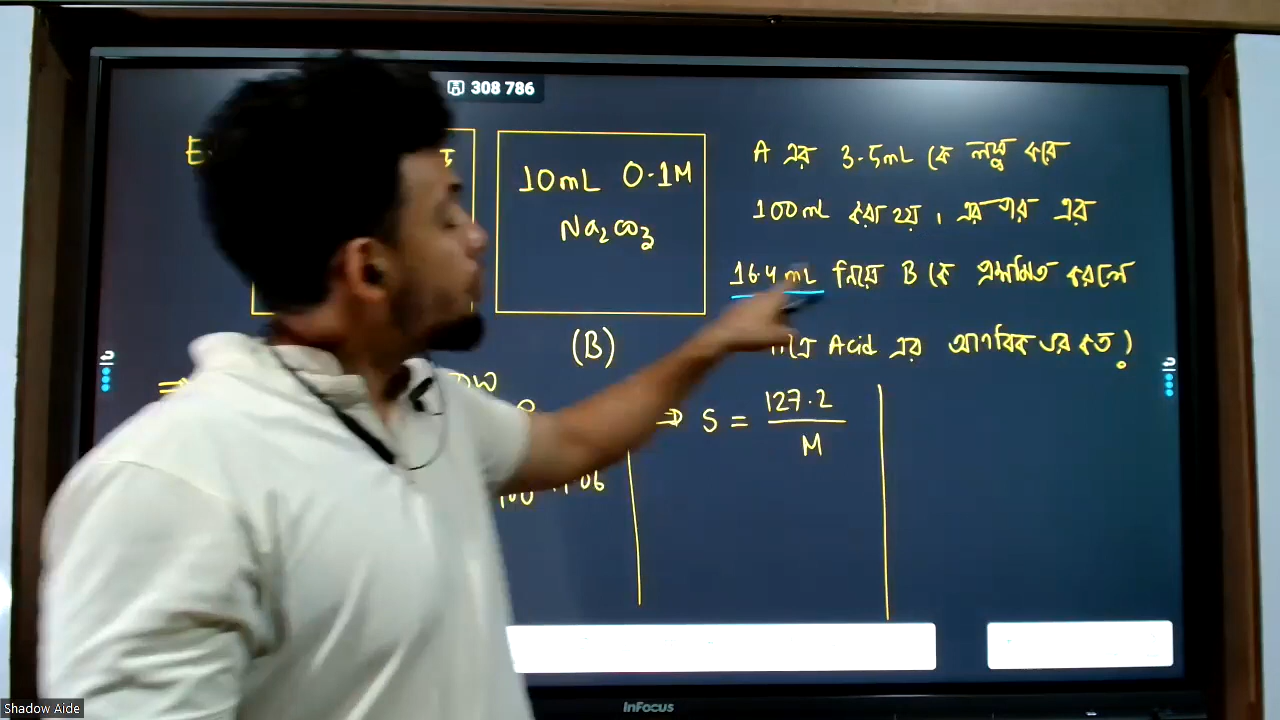 308 786
E.
10mL 0.1M
Na₂CO₃
(B)
A এর 3.5mL কে লঘু করে
100mL করা হয়। এর পর এর
16.4 mL নিয়ে B কে প্রশমিত করলে
Acid এর আণবিক ভর কত?
⇒
⇒ S = 127.2 / M
100
InFocus
Shadow Aide